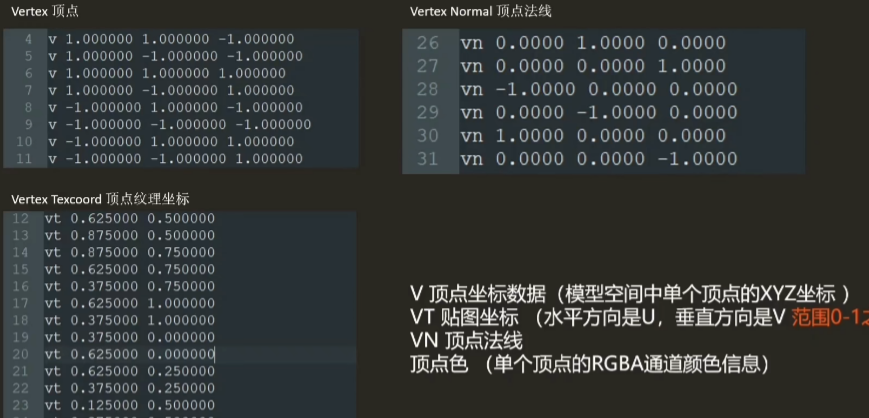 Vertex 顶点
4 v 1.000000 1.000000 -1.000000
5 v 1.000000 -1.000000 -1.000000
6 v 1.000000 1.000000 1.000000
7 v 1.000000 -1.000000 1.000000
8 v -1.000000 1.000000 -1.000000
9 v -1.000000 -1.000000 -1.000000
10 v -1.000000 1.000000 1.000000
11 v -1.000000 -1.000000 1.000000
Vertex Normal 顶点法线
26 vn 0.0000 1.0000 0.0000
27 vn 0.0000 0.0000 1.0000
28 vn -1.0000 0.0000 0.0000
29 vn 0.0000 -1.0000 0.0000
30 vn 1.0000 0.0000 0.0000
31 vn 0.0000 0.0000 -1.0000
Vertex Texcoord 顶点纹理坐标
12 vt 0.625000 0.500000
13 vt 0.875000 0.500000
14 vt 0.875000 0.750000
15 vt 0.625000 0.750000
16 vt 0.375000 0.750000
17 vt 0.625000 1.000000
18 vt 0.375000 1.000000
19 vt 0.375000 0.000000
20 vt 0.625000 0.000000
21 vt 0.625000 0.250000
22 vt 0.375000 0.250000
23 vt 0.125000 0.500000
V 顶点坐标数据（模型空间中单个顶点的XYZ坐标 ）
VT 贴图坐标 （水平方向是U，垂直方向是V 范围0-1
VN 顶点法线
顶点色 （单个顶点的RGBA通道颜色信息）